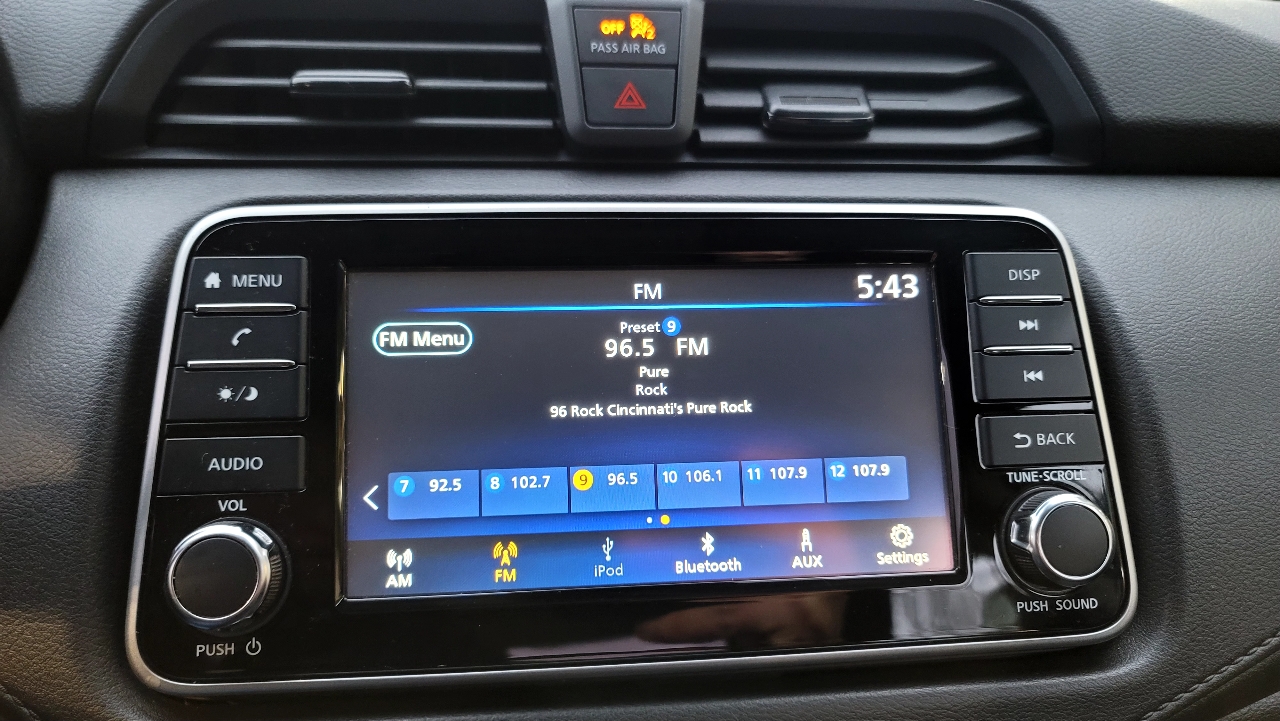 OFF
PASS AIR BAG
MENU
AUDIO
VOL
PUSH
FM
5:43
FM Menu
Preset 9
96.5 FM
Pure
Rock
96 Rock Cincinnati's Pure Rock
7 92.5
8 102.7
9 96.5
10 106.1
11 107.9
12 107.9
AM
FM
iPod
Bluetooth
AUX
Settings
DISP
BACK
TUNE·SCROLL
PUSH SOUND